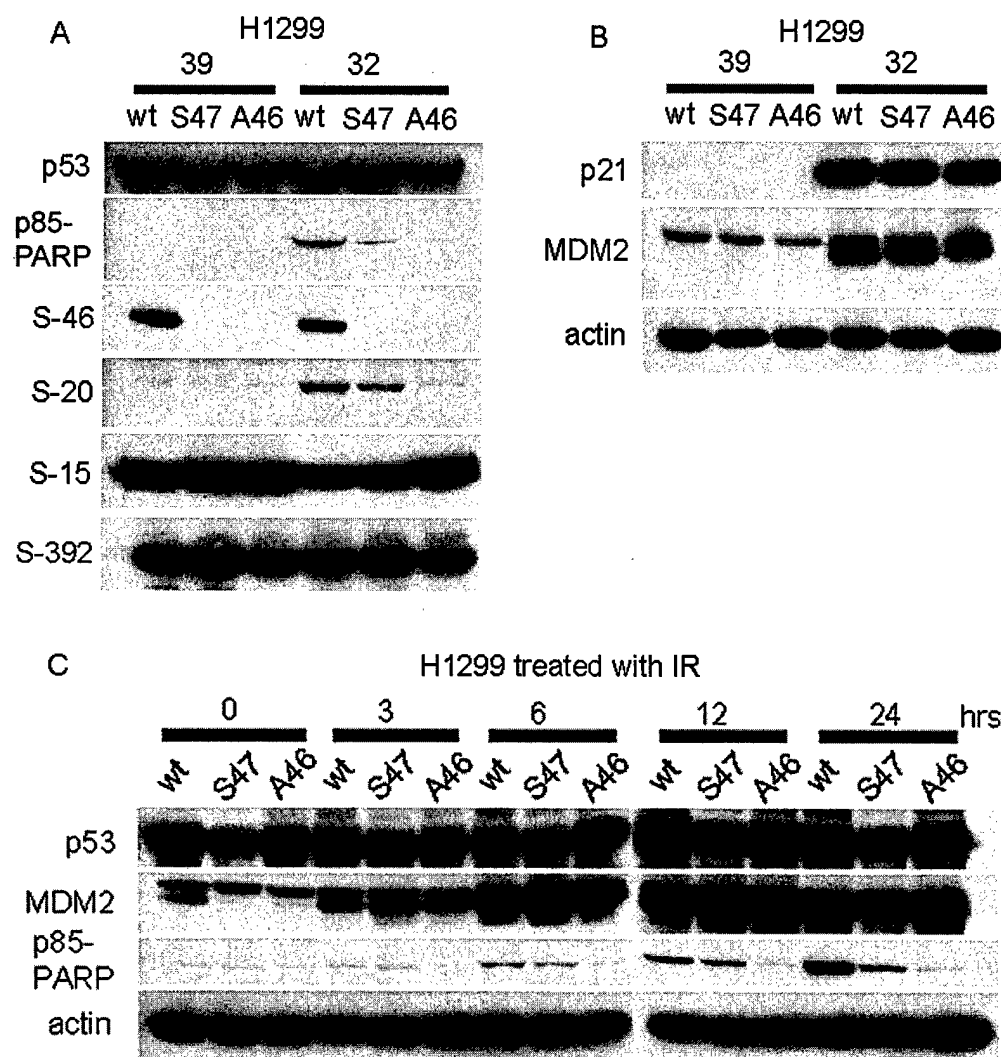 A
H1299
39 32
wt S47 A46 wt S47 A46
p53
p85-
PARP
S-46
S-20
S-15
S-392
B
H1299
39 32
wt S47 A46 wt S47 A46
p21
MDM2
actin
C
H1299 treated with IR
0 3 6 12 24 hrs
wt S47 A46 wt S47 A46 wt S47 A46 wt S47 A46 wt S47 A46
p53
MDM2
p85-
PARP
actin